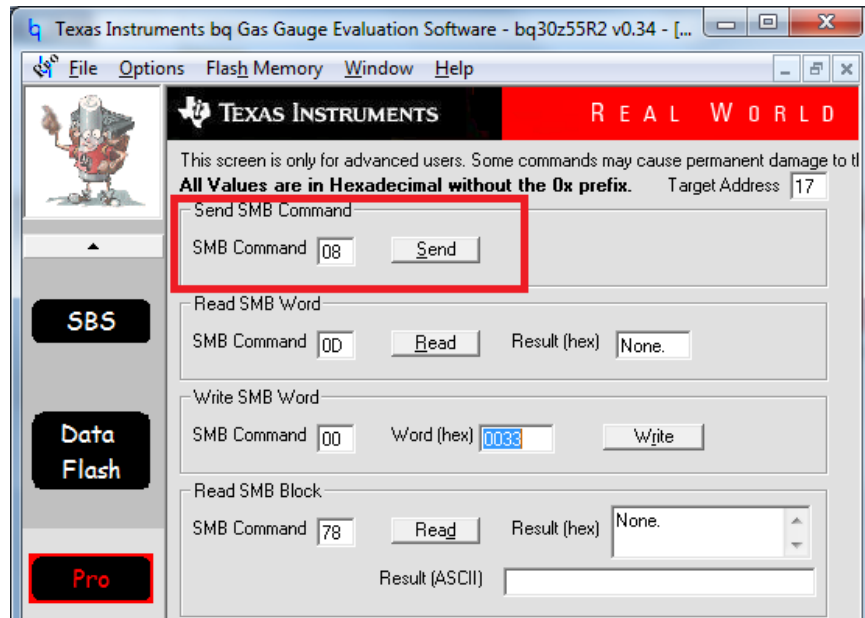 Texas Instruments bq Gas Gauge Evaluation Software - bq30z55R2 v0.34 - [...
File Options Flash Memory Window Help
TEXAS INSTRUMENTS REAL WORLD
This screen is only for advanced users. Some commands may cause permanent damage to
All Values are in Hexadecimal without the 0x prefix. Target Address 17
Send SMB Command
SMB Command 08 Send
Read SMB Word
SBS
SMB Command 0D Read Result (hex) None.
Write SMB Word
SMB Command 00 Word (hex) 0033 Write
Data
Flash
Read SMB Block
SMB Command 78 Read Result (hex) None.
Pro
Result (ASCII)